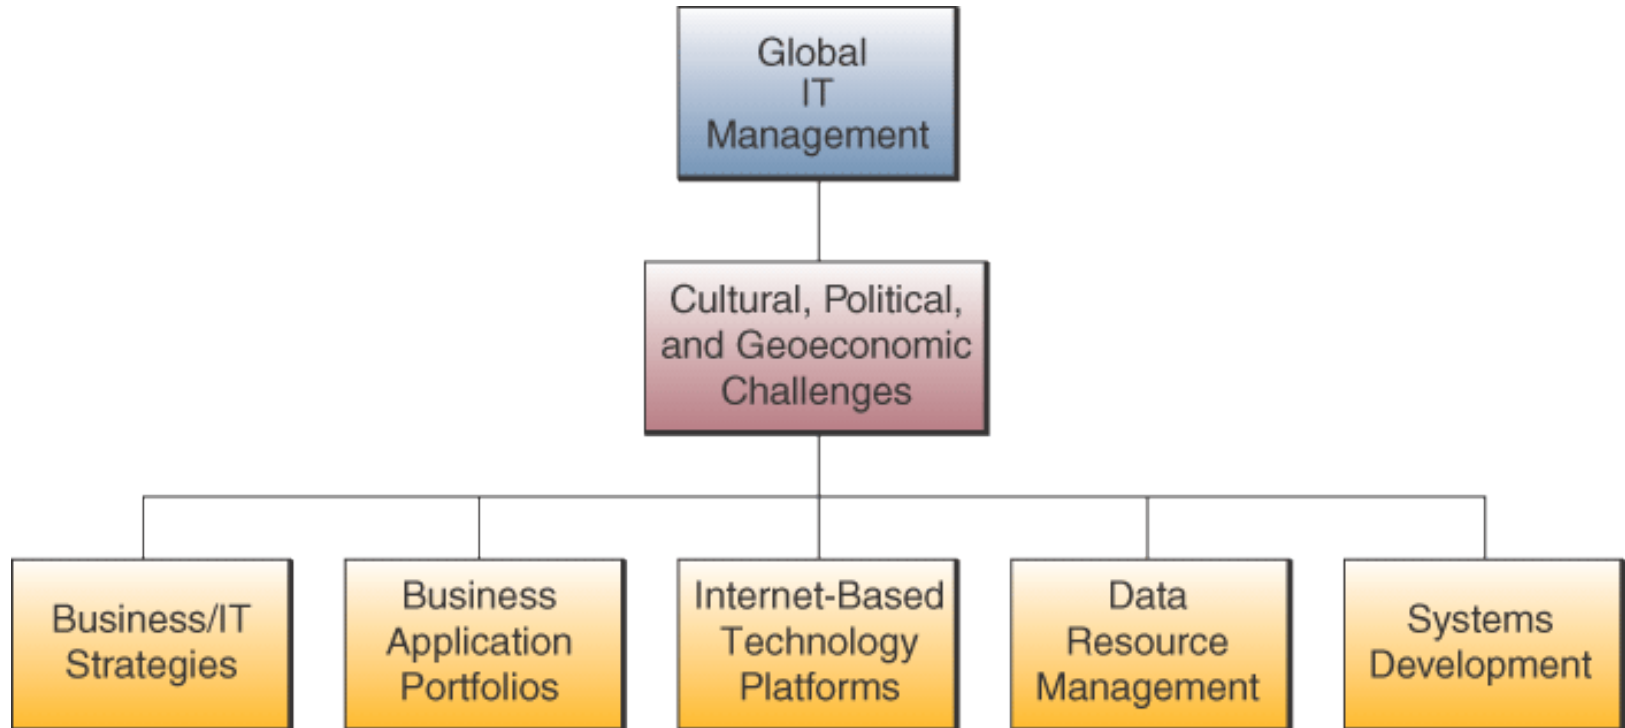 Global
IT
Management
Cultural, Political,
and Geoeconomic
Challenges
Business/IT
Strategies
Business
Application
Portfolios
Internet-Based
Technology
Platforms
Data
Resource
Management
Systems
Development